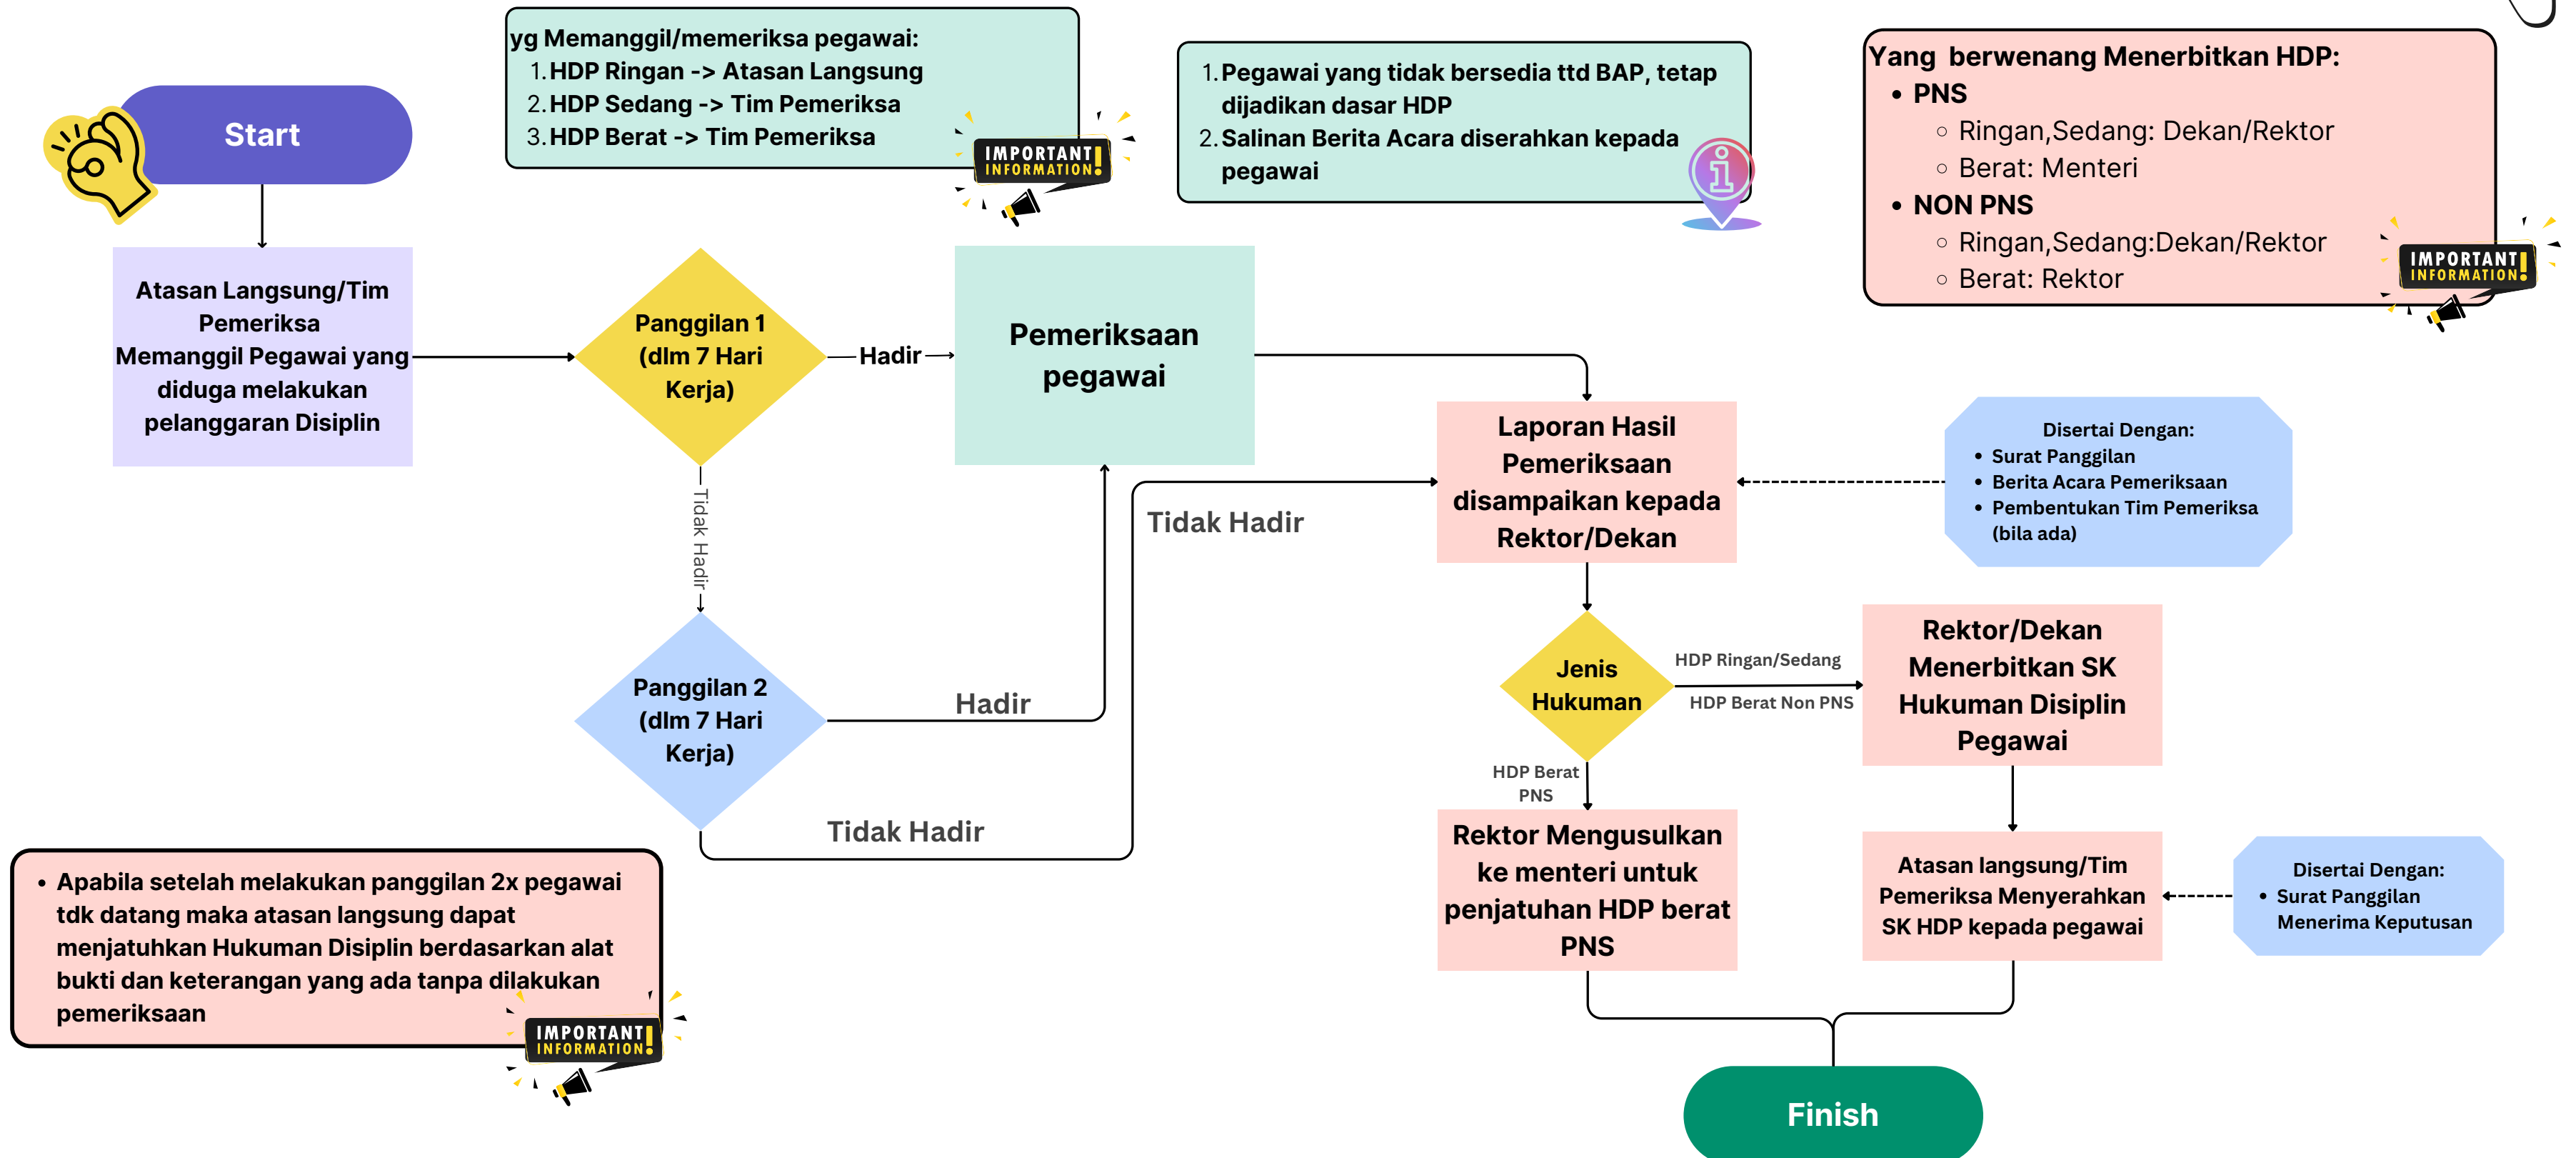 yg Memanggil/memeriksa pegawai:
1. HDP Ringan -> Atasan Langsung
2. HDP Sedang -> Tim Pemeriksa
3. HDP Berat -> Tim Pemeriksa
IMPORTANT
INFORMATION!
1. Pegawai yang tidak bersedia ttd BAP, tetap
dijadikan dasar HDP
2. Salinan Berita Acara diserahkan kepada
pegawai
i
Yang berwenang Menerbitkan HDP:
• PNS
○ Ringan,Sedang: Dekan/Rektor
○ Berat: Menteri
• NON PNS
○ Ringan,Sedang:Dekan/Rektor
○ Berat: Rektor
IMPORTANT
INFORMATION!
Start
Atasan Langsung/Tim
Pemeriksa
Memanggil Pegawai yang
diduga melakukan
pelanggaran Disiplin
Panggilan 1
(dlm 7 Hari
Kerja)
Hadir
Pemeriksaan
pegawai
Tidak Hadir
Panggilan 2
(dlm 7 Hari
Kerja)
Hadir
Tidak Hadir
Tidak Hadir
Laporan Hasil
Pemeriksaan
disampaikan kepada
Rektor/Dekan
Disertai Dengan:
• Surat Panggilan
• Berita Acara Pemeriksaan
• Pembentukan Tim Pemeriksa
(bila ada)
Jenis
Hukuman
HDP Ringan/Sedang
HDP Berat Non PNS
Rektor/Dekan
Menerbitkan SK
Hukuman Disiplin
Pegawai
HDP Berat
PNS
Rektor Mengusulkan
ke menteri untuk
penjatuhan HDP berat
PNS
Atasan langsung/Tim
Pemeriksa Menyerahkan
SK HDP kepada pegawai
Disertai Dengan:
• Surat Panggilan
Menerima Keputusan
• Apabila setelah melakukan panggilan 2x pegawai
tdk datang maka atasan langsung dapat
menjatuhkan Hukuman Disiplin berdasarkan alat
bukti dan keterangan yang ada tanpa dilakukan
pemeriksaan
IMPORTANT
INFORMATION!
Finish